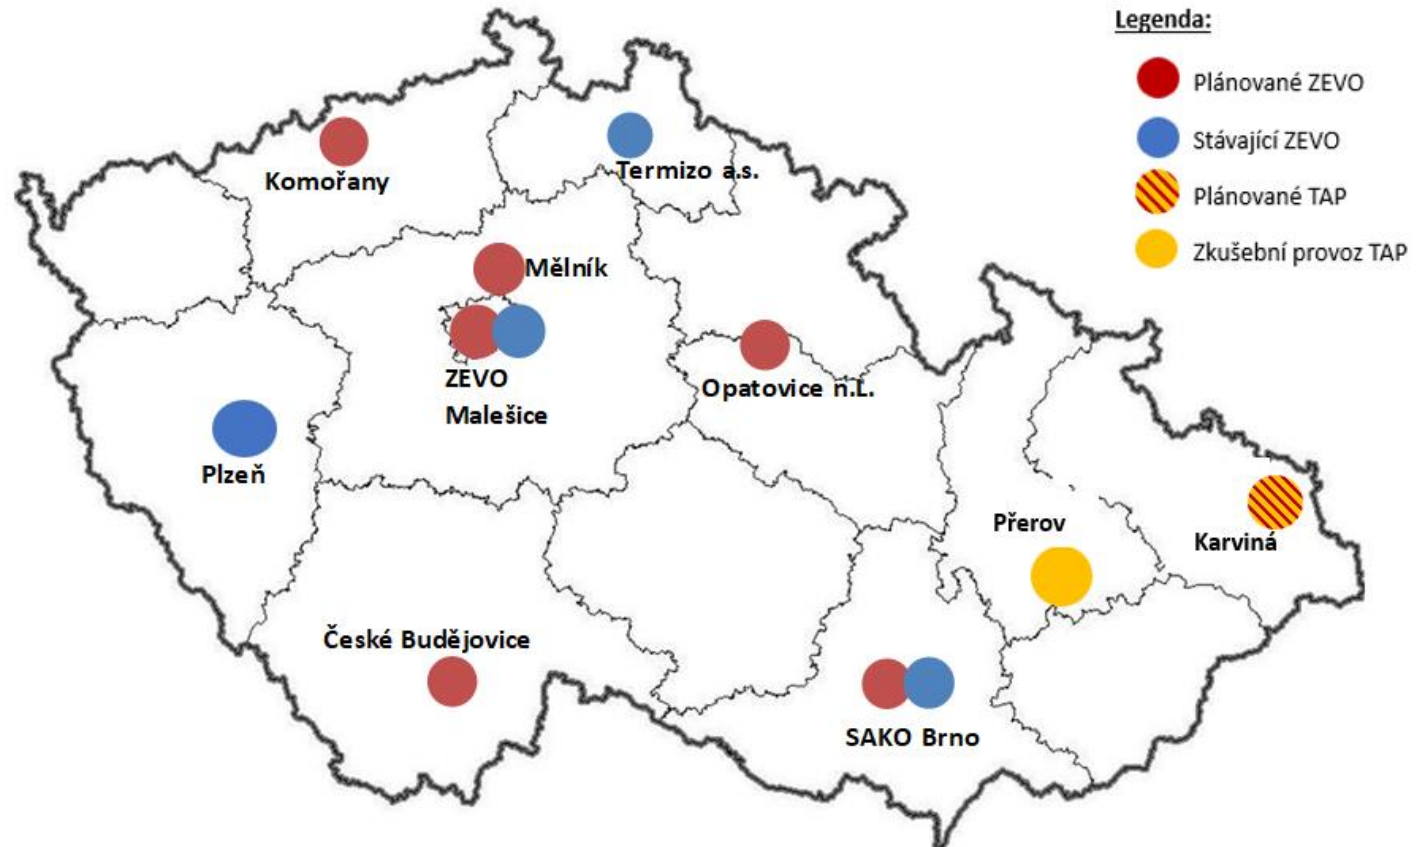 Legenda:
Plánované ZEVO
Stávající ZEVO
Plánované TAP
Zkušební provoz TAP
Komořany
Termizo a.s.
Mělník
ZEVO
Malešice
Opatovice n.L.
Plzeň
Přerov
Karviná
České Budějovice
SAKO Brno